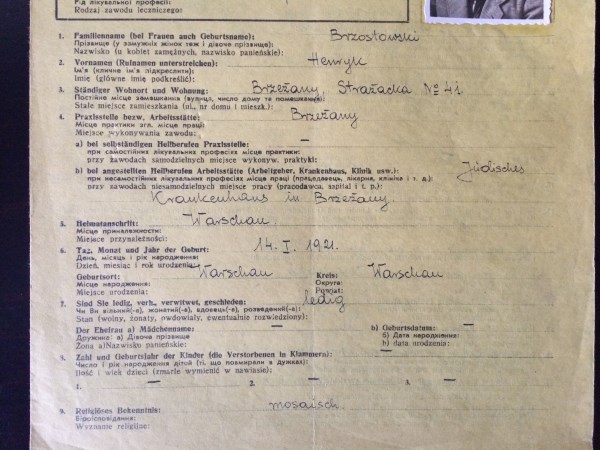 Рід лікувальної професії:
Rodzaj zawodu leczniczego:
1. Familienname (bei Frauen auch Geburtsname): Brzostowski
Прізвище (у замужніх жінок теж і дівоче прізвище):
Nazwisko (u kobiet zamężnych, nazwisko panieńskie):
2. Vornamen (Rufnamen unterstreichen): Henryk
Ім'я (кличне ім'я підкреслити):
Imię (główne imię podkreślić):
3. Ständiger Wohnort und Wohnung: Brzeżany, Strażacka № 41
Постійне місце замешкання (вулиця, число дому та помешкання):
Stałe miejsce zamieszkania (ul., nr domu i mieszk.):
4. Praxisstelle bezw. Arbeitsstätte: Brzeżany
Місце практики згл. місце праці:
Miejsce wykonywania zawodu:
a) bei selbständigen Heilberufen Praxisstelle: —
при самостійних лікувальних професіях місце практики:
przy zawodach samodzielnych miejsce wykonyw. praktyki:
b) bei angestellten Heilberufen Arbeitsstätte (Arbeitgeber, Krankenhaus, Klinik usw.): Jüdisches
при несамостійних лікувальних професіях місце праці (працедавець, лікарня, клініка і т. д.):
przy zawodach niesamodzielnych miejsce pracy (pracodawca, szpital i t. p.):
Krankenhaus in Brzeżany.
5. Heimatanschrift: Warschau
Місце приналежности:
Miejsce przynależności:
6. Tag, Monat und Jahr der Geburt: 14. I. 1921.
День, місяць і рік народження:
Dzień, miesiąc i rok urodzenia:
Geburtsort: Warschau Kreis: Warschau
Місце народження: Округа:
Miejsce urodzenia: Powiat:
7. Sind Sie ledig, verh., verwitwet, geschieden: ledig
Чи Ви вільний(-а), жонатий(-а), вдовець(-а), розведений(-а):
Stan (wolny, żonaty, owdowiały, ewentualnie rozwiedziony):
Der Ehefrau a) Mädchenname: — b) Geburtsdatum: —
Дружина: а) Дівоче прізвище б) Дата народження:
Żona a) Nazwisko panieńskie: b) data urodzenia:
8. Zahl und Geburtsjahr der Kinder (die Verstorbenen in Klammern): —
Число і рік народження дітей (ті, що повмирали в дужках):
Ilość i wiek dzieci (zmarłe wymienić w nawiasie):
1. — 2. — 3. —
9. Religiöses Bekenntnis: mosaisch.
Віроісповідання:
Wyznanie religijne: